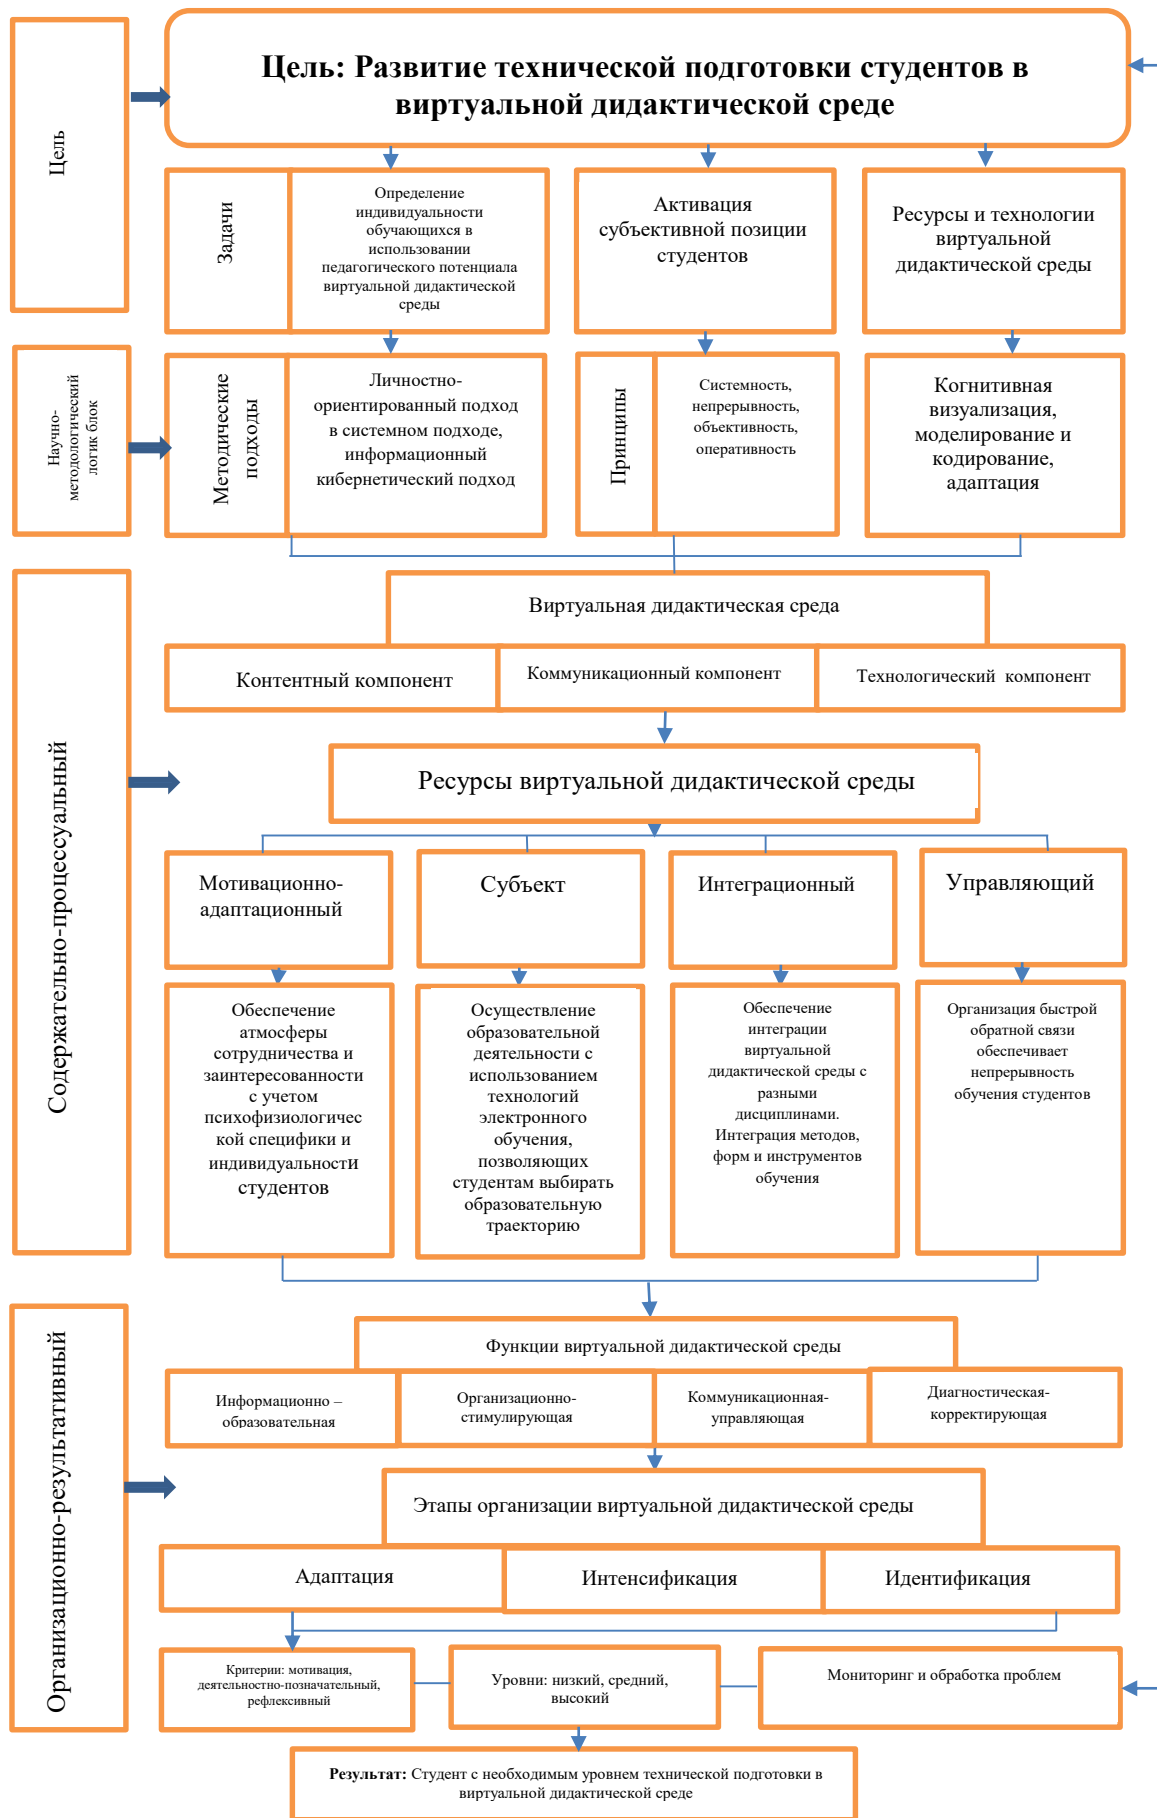 Цель
Цель: Развитие технической подготовки студентов в
виртуальной дидактической среде
Задачи
Определение
индивидуальности
обучающихся в
использовании
педагогического потенциала
виртуальной дидактической
среды
Активация
субъективной позиции
студентов
Ресурсы и технологии
виртуальной
дидактической среды
Научно-
методологический
логик блок
Методические
подходы
Личностно-
ориентированный подход
в системном подходе,
информационный
кибернетический подход
Принципы
Системность,
непрерывность,
объективность,
оперативность
Когнитивная
визуализация,
моделирование и
кодирование,
адаптация
Содержательно-процессуальный
Виртуальная дидактическая среда
Контентный компонент
Коммуникационный компонент
Технологический компонент
Ресурсы виртуальной дидактической среды
Мотивационно-
адаптационный
Субъект
Интеграционный
Управляющий
Обеспечение
атмосферы
сотрудничества и
заинтересованности
с учетом
психофизиологичес
кой специфики и
индивидуальности
студентов
Осуществление
образовательной
деятельности с
использованием
технологий
электронного
обучения,
позволяющих
студентам выбирать
образовательную
траекторию
Обеспечение
интеграции
виртуальной
дидактической среды с
разными
дисциплинами.
Интеграция методов,
форм и инструментов
обучения
Организация быстрой
обратной связи
обеспечивает
непрерывность
обучения студентов
Организационно-результативный
Функции виртуальной дидактической среды
Информационно –
образовательная
Организационно-
стимулирующая
Коммуникационная-
управляющая
Диагностическая-
корректирующая
Этапы организации виртуальной дидактической среды
Адаптация
Интенсификация
Идентификация
Критерии: мотивация,
деятельностно-позначательный,
рефлексивный
Уровни: низкий, средний,
высокий
Мониторинг и обработка проблем
Результат: Студент с необходимым уровнем технической подготовки в
виртуальной дидактической среде